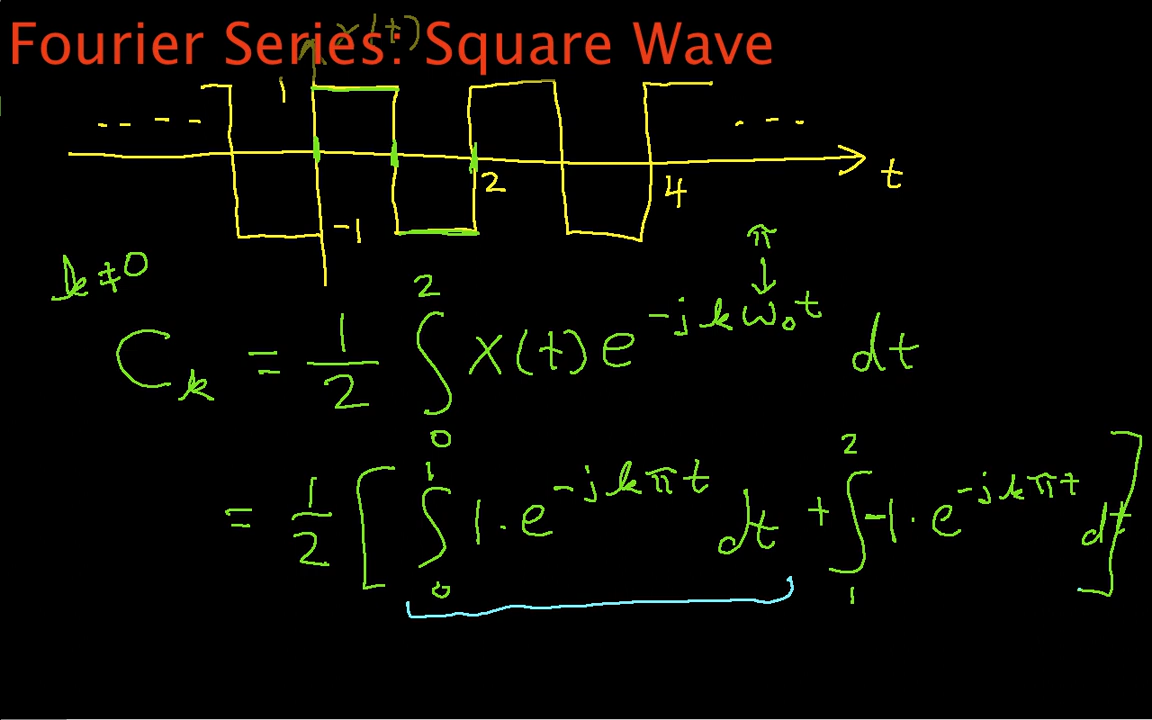 Fourier Series: Square Wave
x(t)
1
- - - -
- - -
2
4
t
-1
π
↓
k≠0
C_k = 1/2 ∫_0^2 x(t) e^{-jkω_0t} dt
= 1/2 [ ∫_0^1 1·e^{-jkπt} dt + ∫_1^2 -1·e^{-jkπt} dt ]